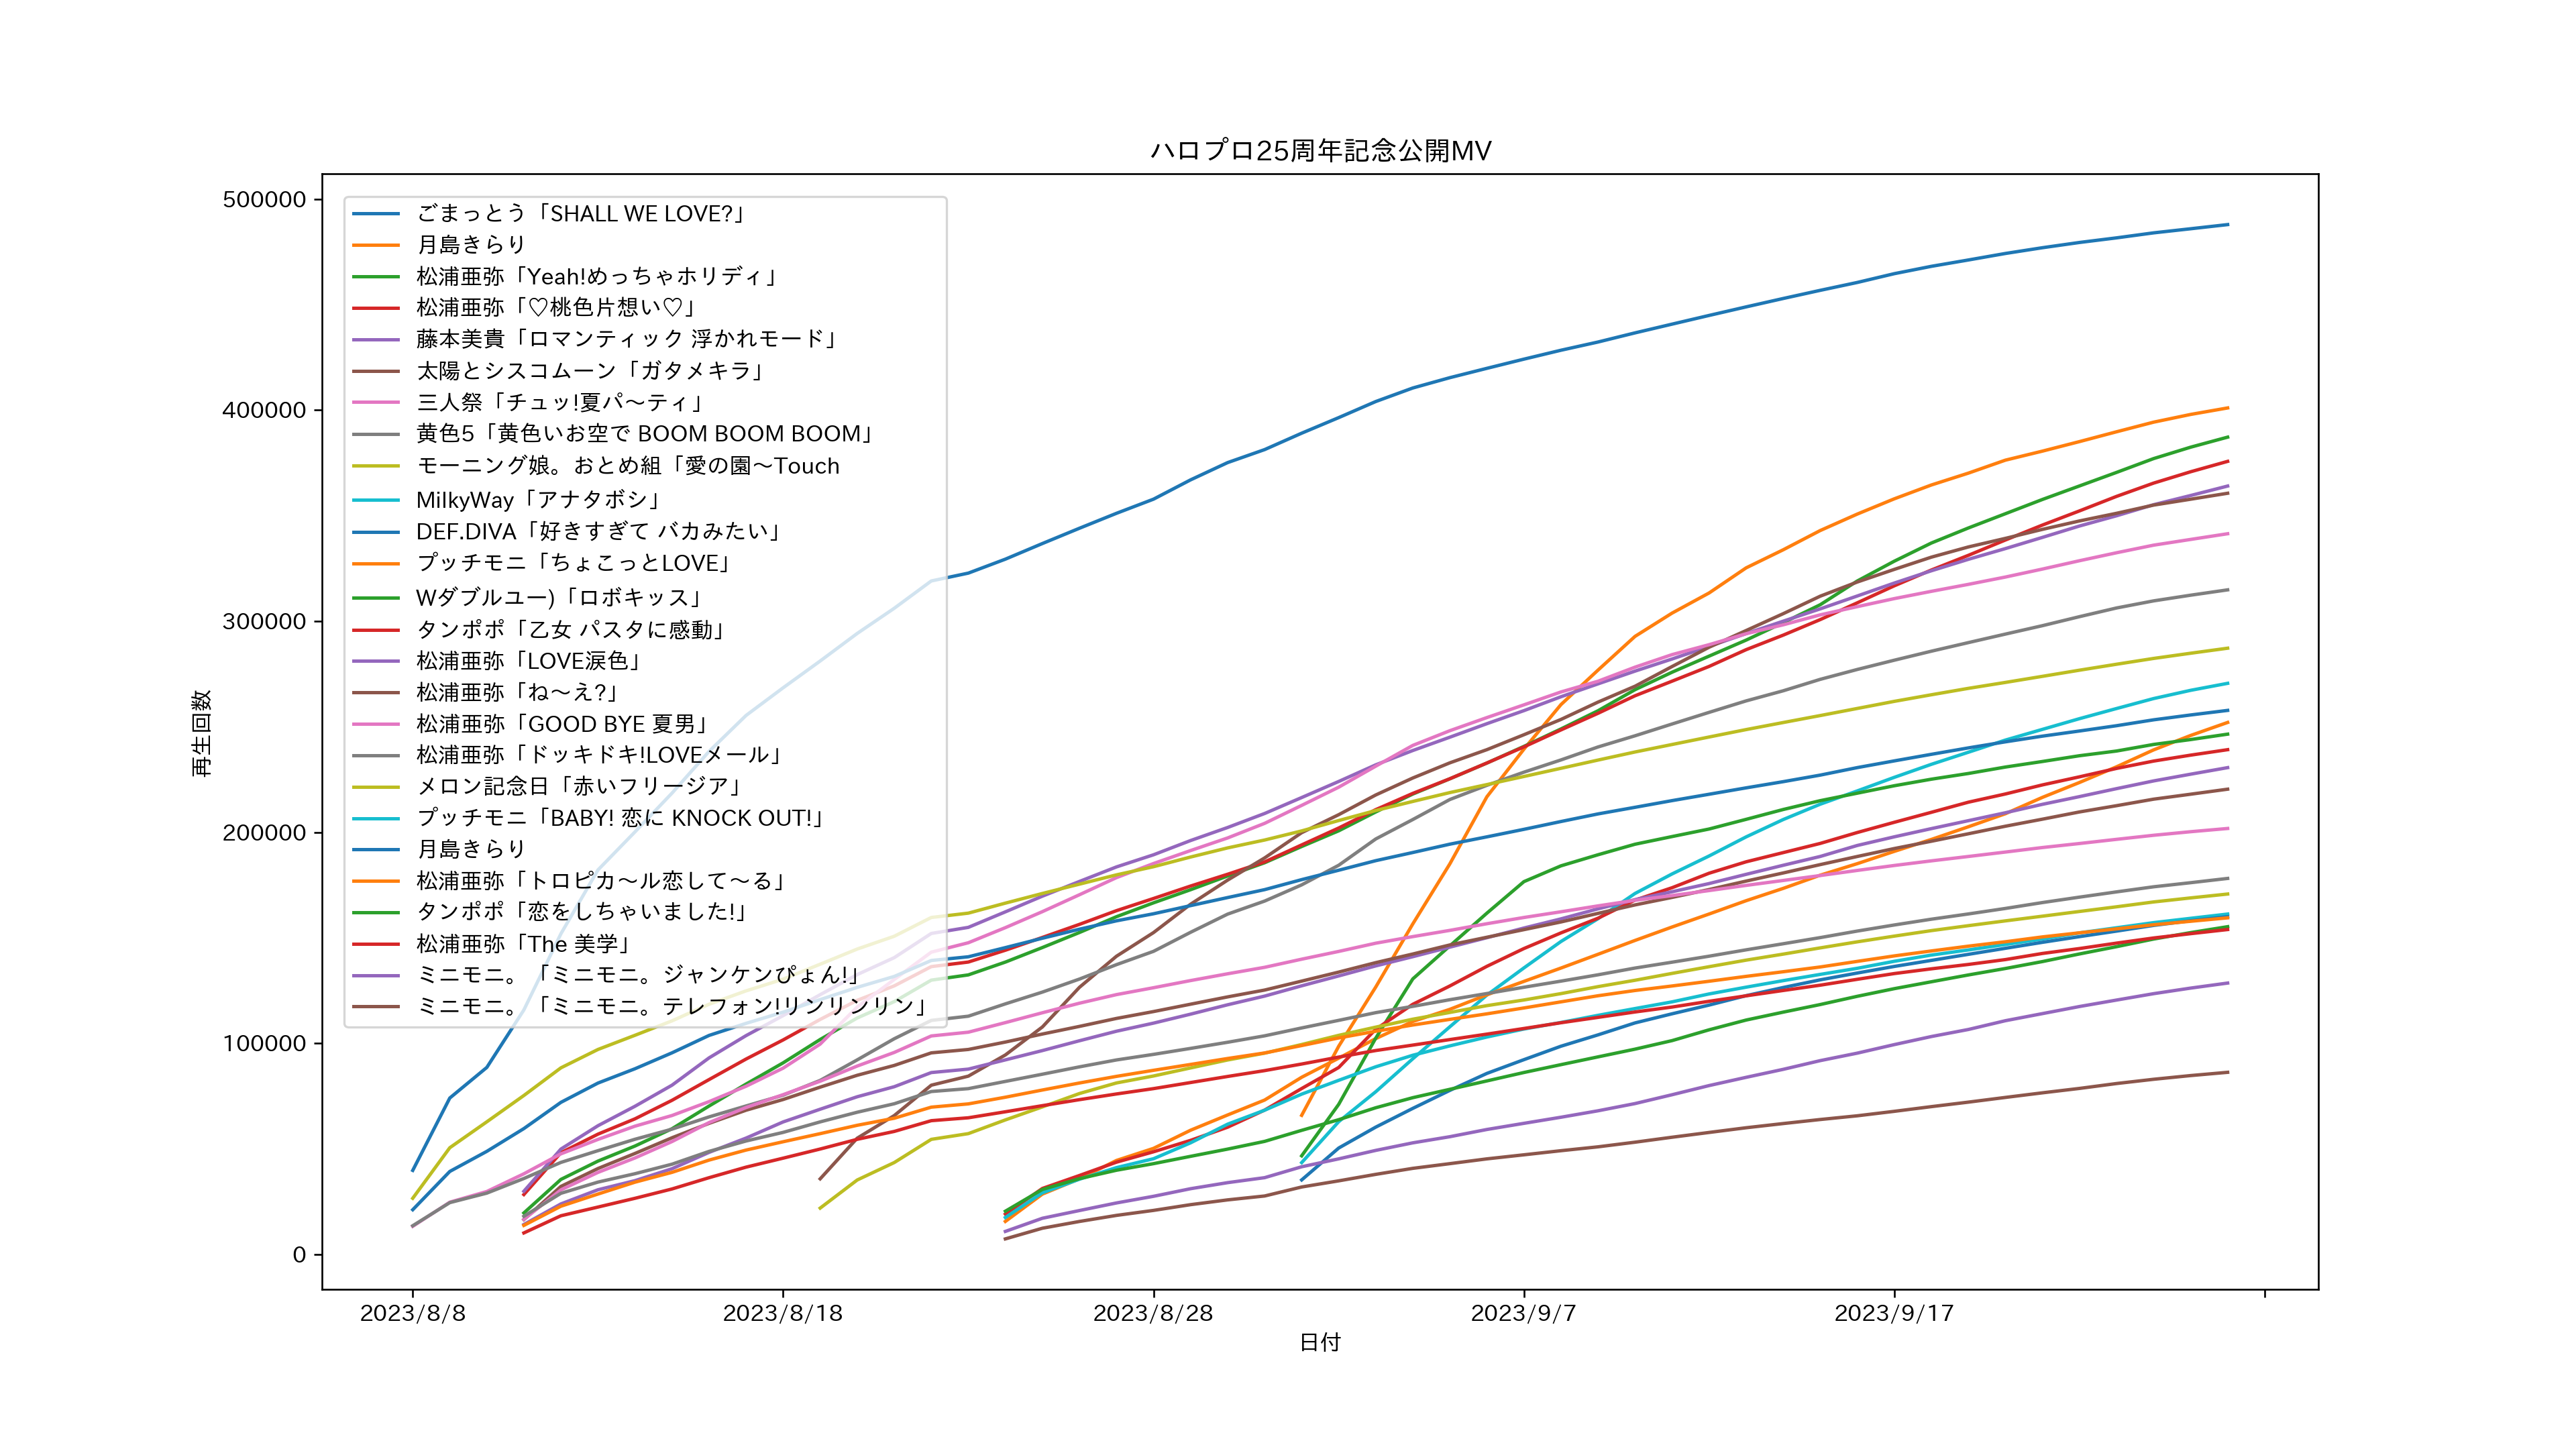 ハロプロ25周年記念公開MV
500000
400000
300000
200000
100000
0
再生回数
ごまっとう「SHALL WE LOVE?」
月島きらり
松浦亜弥「Yeah!めっちゃホリディ」
松浦亜弥「♡桃色片想い♡」
藤本美貴「ロマンティック 浮かれモード」
太陽とシスコムーン「ガタメキラ」
三人祭「チュッ!夏パ〜ティ」
黄色5「黄色いお空で BOOM BOOM BOOM」
モーニング娘。おとめ組「愛の園〜Touch
MilkyWay「アナタボシ」
DEF.DIVA「好きすぎて バカみたい」
プッチモニ「ちょこっとLOVE」
Wダブルユー)「ロボキッス」
タンポポ「乙女 パスタに感動」
松浦亜弥「LOVE涙色」
松浦亜弥「ね〜え?」
松浦亜弥「GOOD BYE 夏男」
松浦亜弥「ドッキドキ!LOVEメール」
メロン記念日「赤いフリージア」
プッチモニ「BABY! 恋に KNOCK OUT!」
月島きらり
松浦亜弥「トロピカ〜ル恋して〜る」
タンポポ「恋をしちゃいました!」
松浦亜弥「The 美学」
ミニモニ。「ミニモニ。ジャンケンぴょん!」
ミニモニ。「ミニモニ。テレフォン!リンリンリン」
2023/8/8
2023/8/18
2023/8/28
2023/9/7
2023/9/17
日付